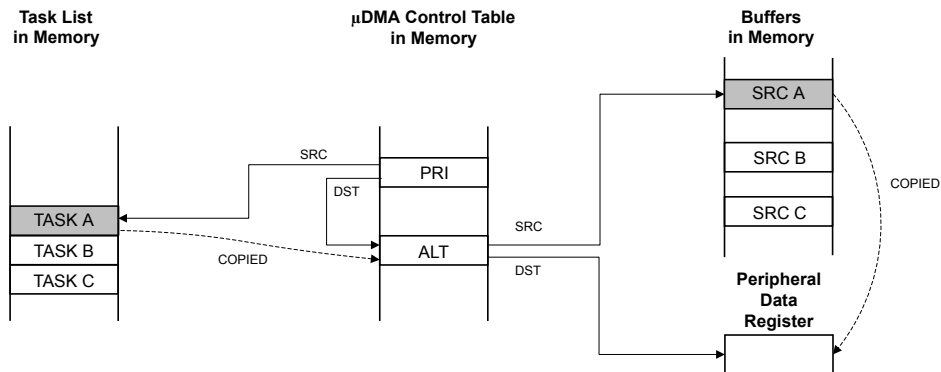 Task List
in Memory
µDMA Control Table
in Memory
Buffers
in Memory
SRC A
SRC
PRI
SRC B
COPIED
DST
TASK A
SRC C
SRC
TASK B
COPIED
ALT
DST
TASK C
Peripheral
Data
Register